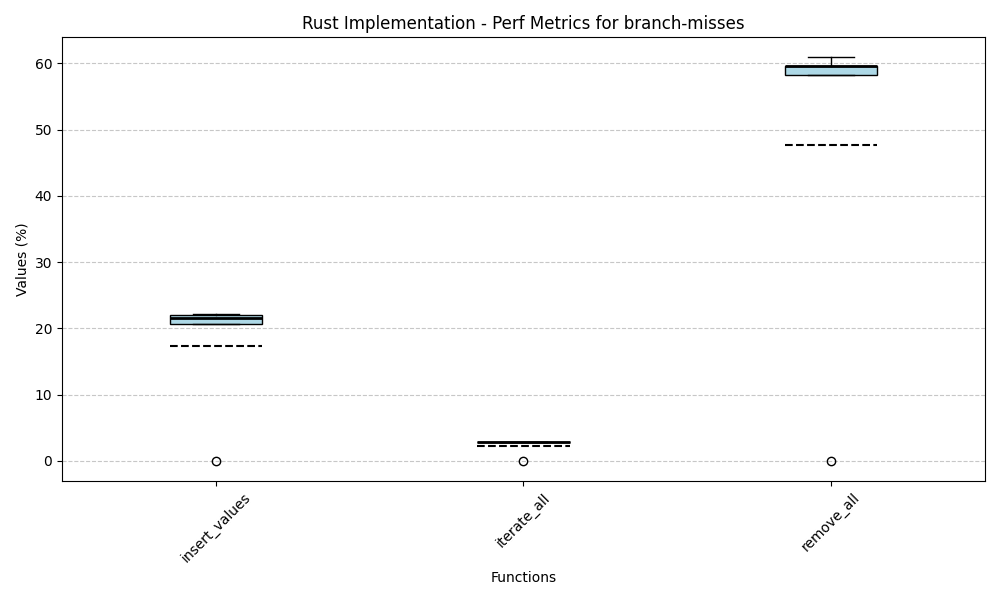 Rust Implementation - Perf Metrics for branch-misses
60
50
40
30
20
10
0
Values (%)
insert_values
iterate_all
remove_all
Functions